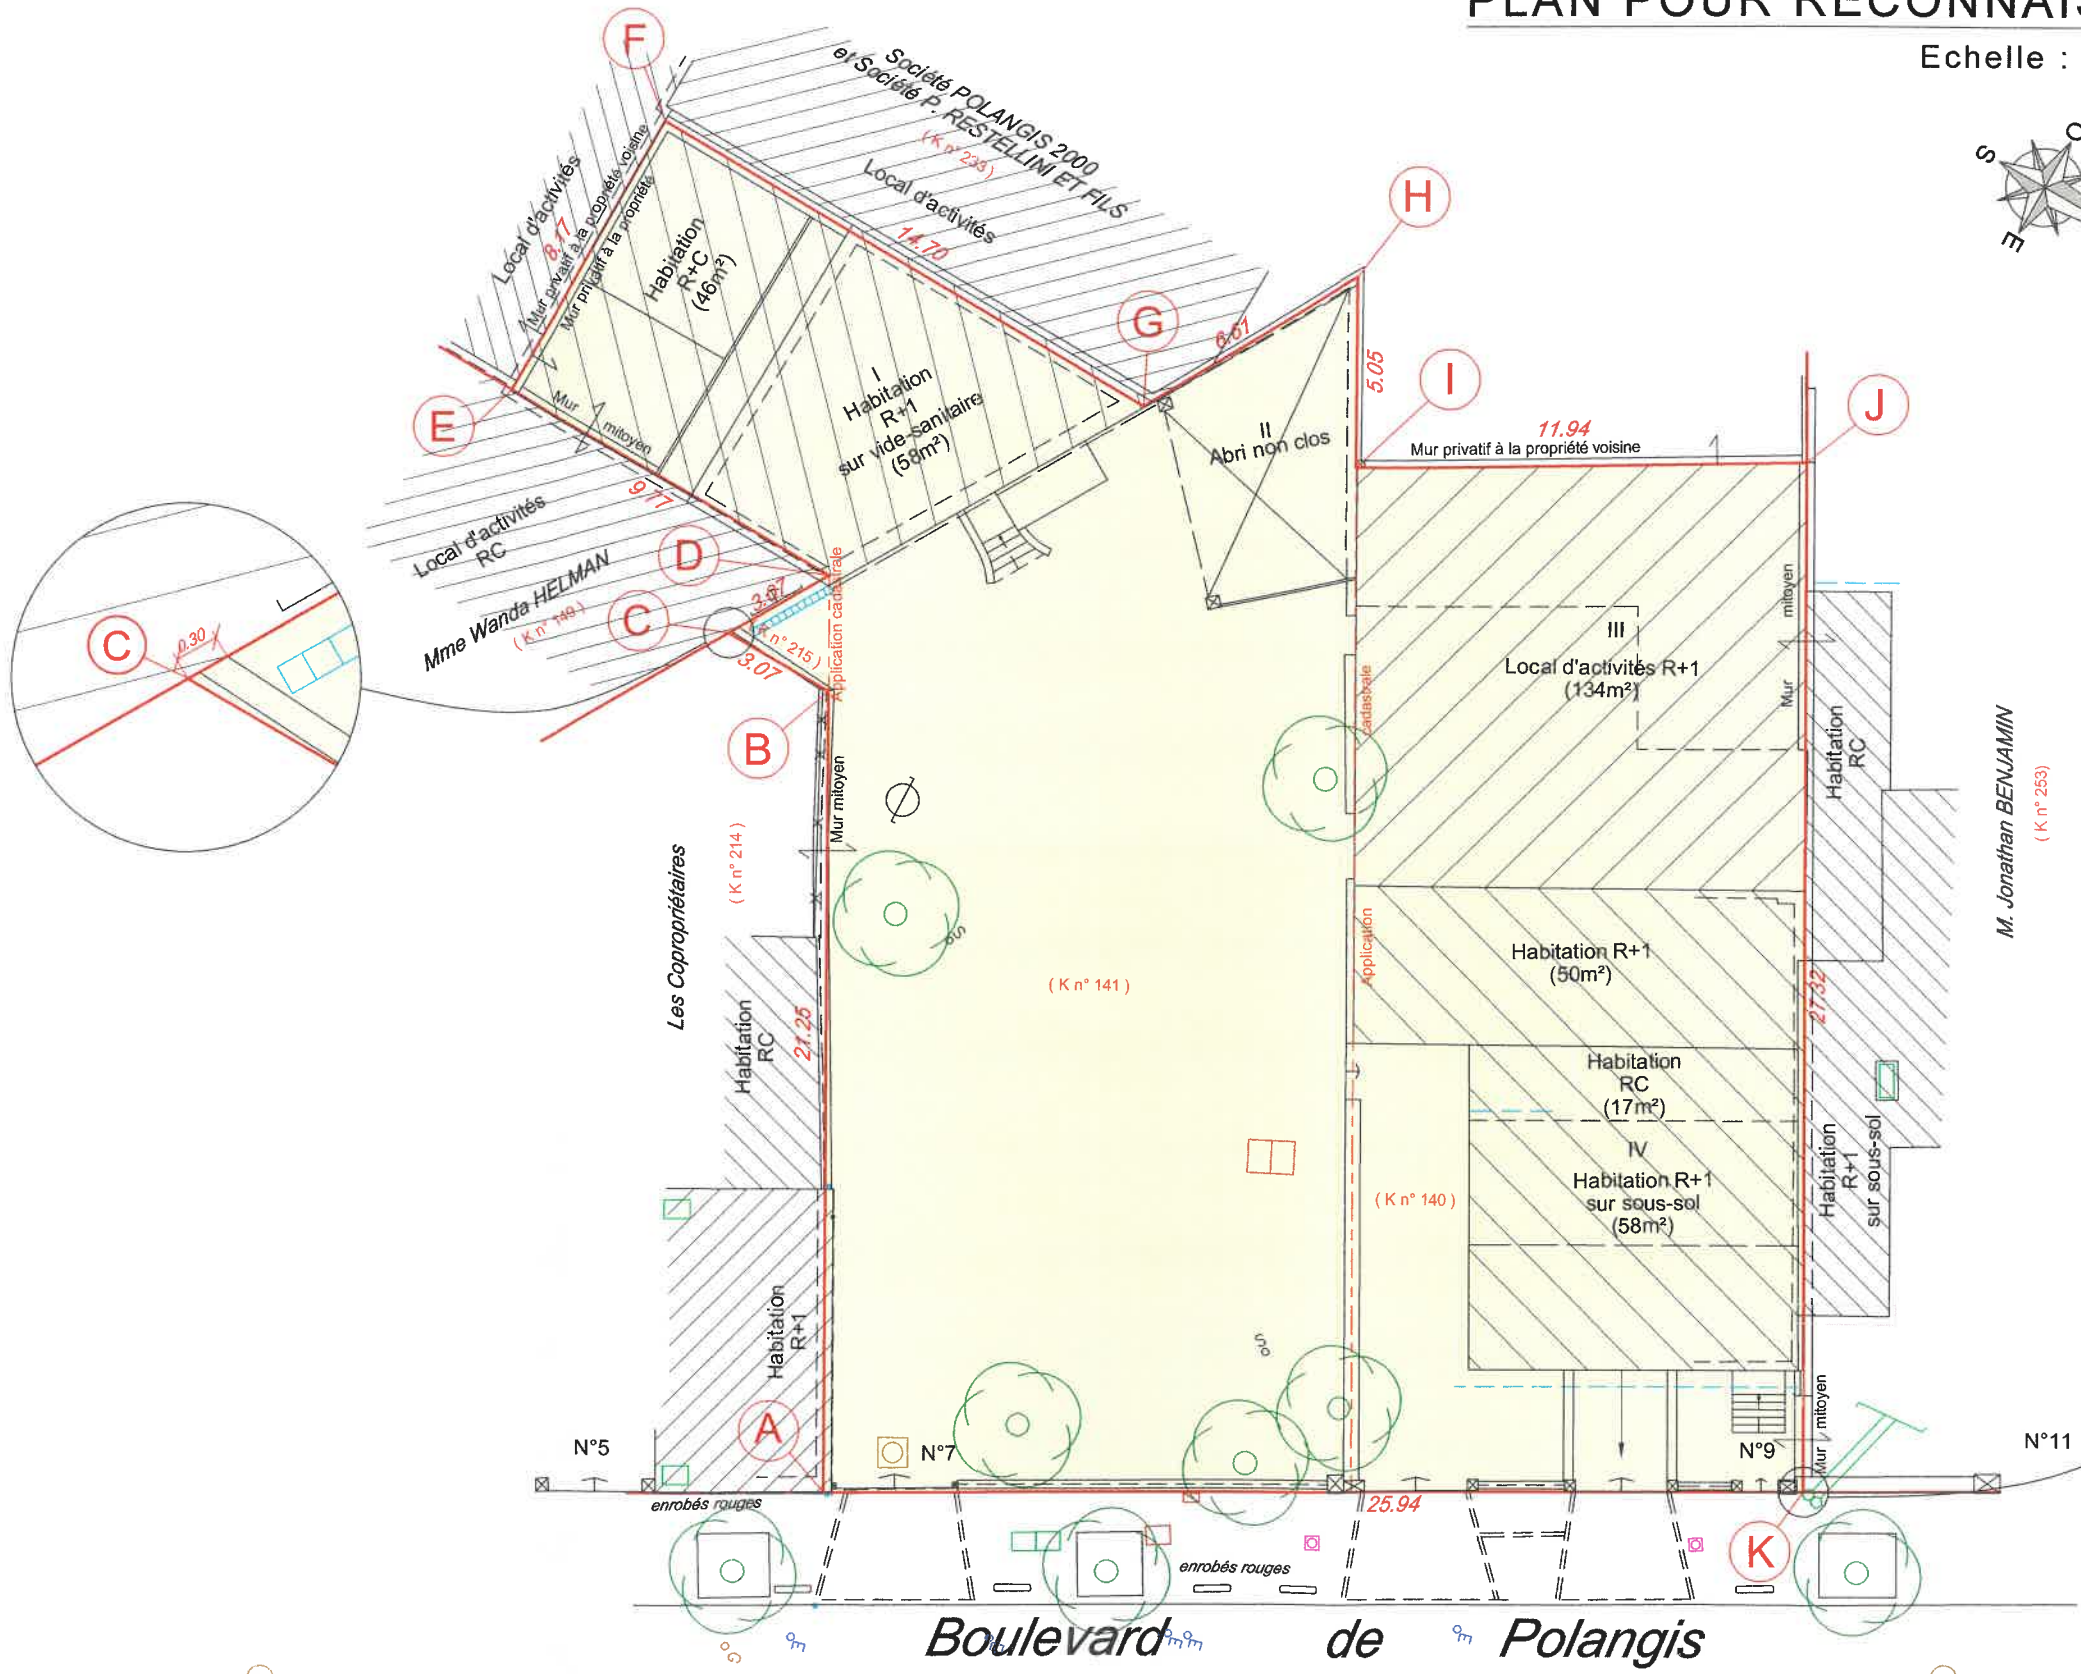 PLAN POUR RECONNAIS
Echelle :
F
Société POLANGIS 2000
et Société P. RESTELLINI ET FILS
( K n° 233 )
Local d'activités
14.70
Local d'activités
8.17
Mur privatif à la propriété voisine
Mur privatif à la propriété
Habitation
R+C
(46m²)
S
O
E
H
G
6.61
5.05
I
J
11.94
Mur privatif à la propriété voisine
E
Mur mitoyen
9.77
I
Habitation
R+1
sur vide-sanitaire
(58m²)
II
Abri non clos
Local d'activités
RC
Mme Wanda HELMAN
( K n° 149 )
D
C
3.07
K n° 215 )
Application cadastrale
B
C
0.30
III
Local d'activités R+1
(134m²)
Mur mitoyen
Habitation
RC
M. Jonathan BENJAMIN
( K n° 253)
cadastrale
Application
Mur mitoyen
Les Copropriétaires
( K n° 214 )
Habitation
RC
21.25
( K n° 141 )
Habitation R+1
(50m²)
27.32
Habitation
RC
(17m²)
IV
Habitation R+1
sur sous-sol
(58m²)
( K n° 140 )
Habitation
R+1
sur sous-sol
Habitation
R+1
A
N°5
N°7
N°9
N°11
Mur mitoyen
enrobés rouges
25.94
K
enrobés rouges
Boulevard de Polangis